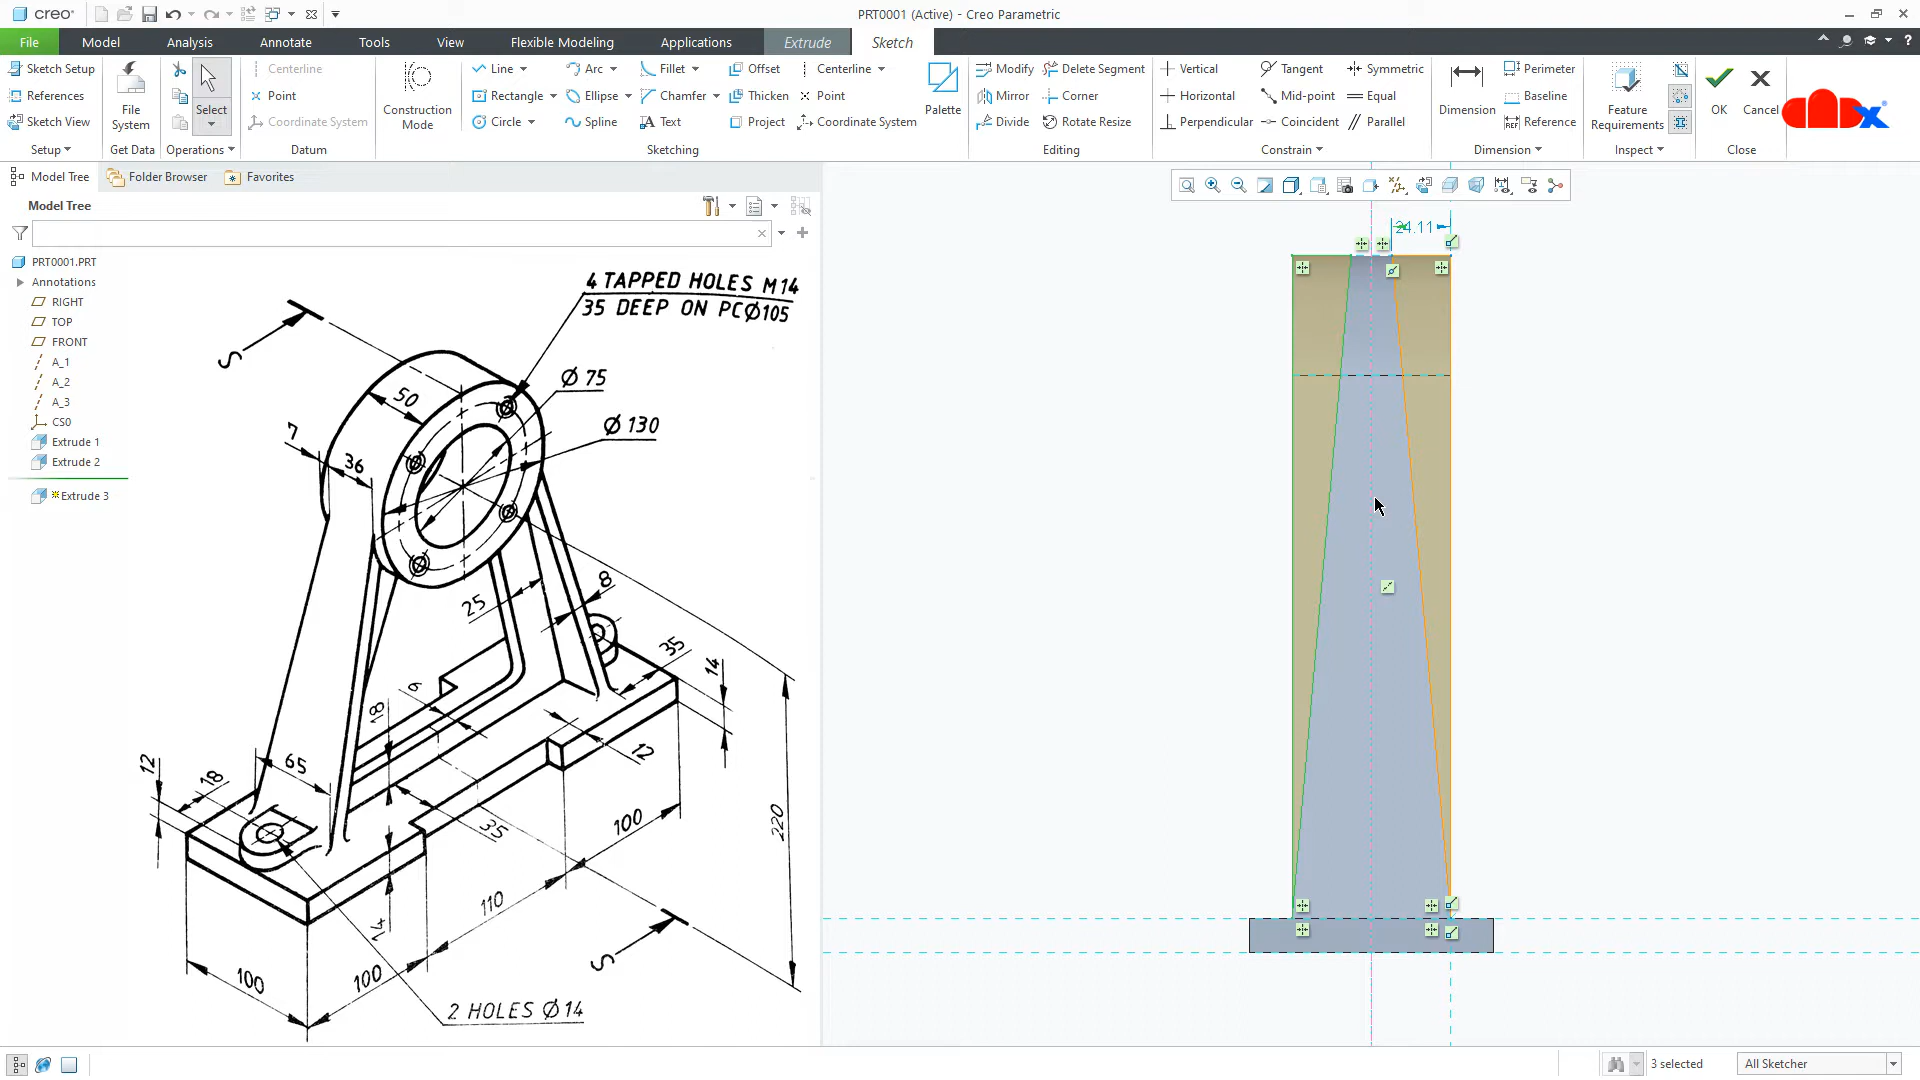 creo
PRT0001 (Active) - Creo Parametric
File
Model
Analysis
Annotate
Tools
View
Flexible Modeling
Applications
Extrude
Sketch
Sketch Setup
References
Sketch View
Setup
File System
Get Data
Select
Operations
Centerline
Point
Coordinate System
Datum
Construction Mode
Line
Rectangle
Circle
Arc
Ellipse
Spline
Fillet
Chamfer
Text
Offset
Thicken
Project
Centerline
Point
Coordinate System
Palette
Sketching
Modify
Mirror
Divide
Delete Segment
Corner
Rotate Resize
Editing
Vertical
Horizontal
Perpendicular
Tangent
Mid-point
Coincident
Symmetric
Equal
Parallel
Constrain
Dimension
Perimeter
Baseline
Reference
Dimension
Feature Requirements
Inspect
OK
Cancel
Close
Model Tree
Folder Browser
Favorites
Model Tree
PRT0001.PRT
Annotations
RIGHT
TOP
FRONT
A_1
A_2
A_3
CS0
Extrude 1
Extrude 2
Extrude 3
4 TAPPED HOLES M14
35 DEEP ON PCØ105
S
Ø 75
50
Ø 130
7
36
25
8
35
14
6
18
12
12
18
65
35
100
220
110
14
S
100
100
2 HOLES Ø14
24.11
3 selected
All Sketcher